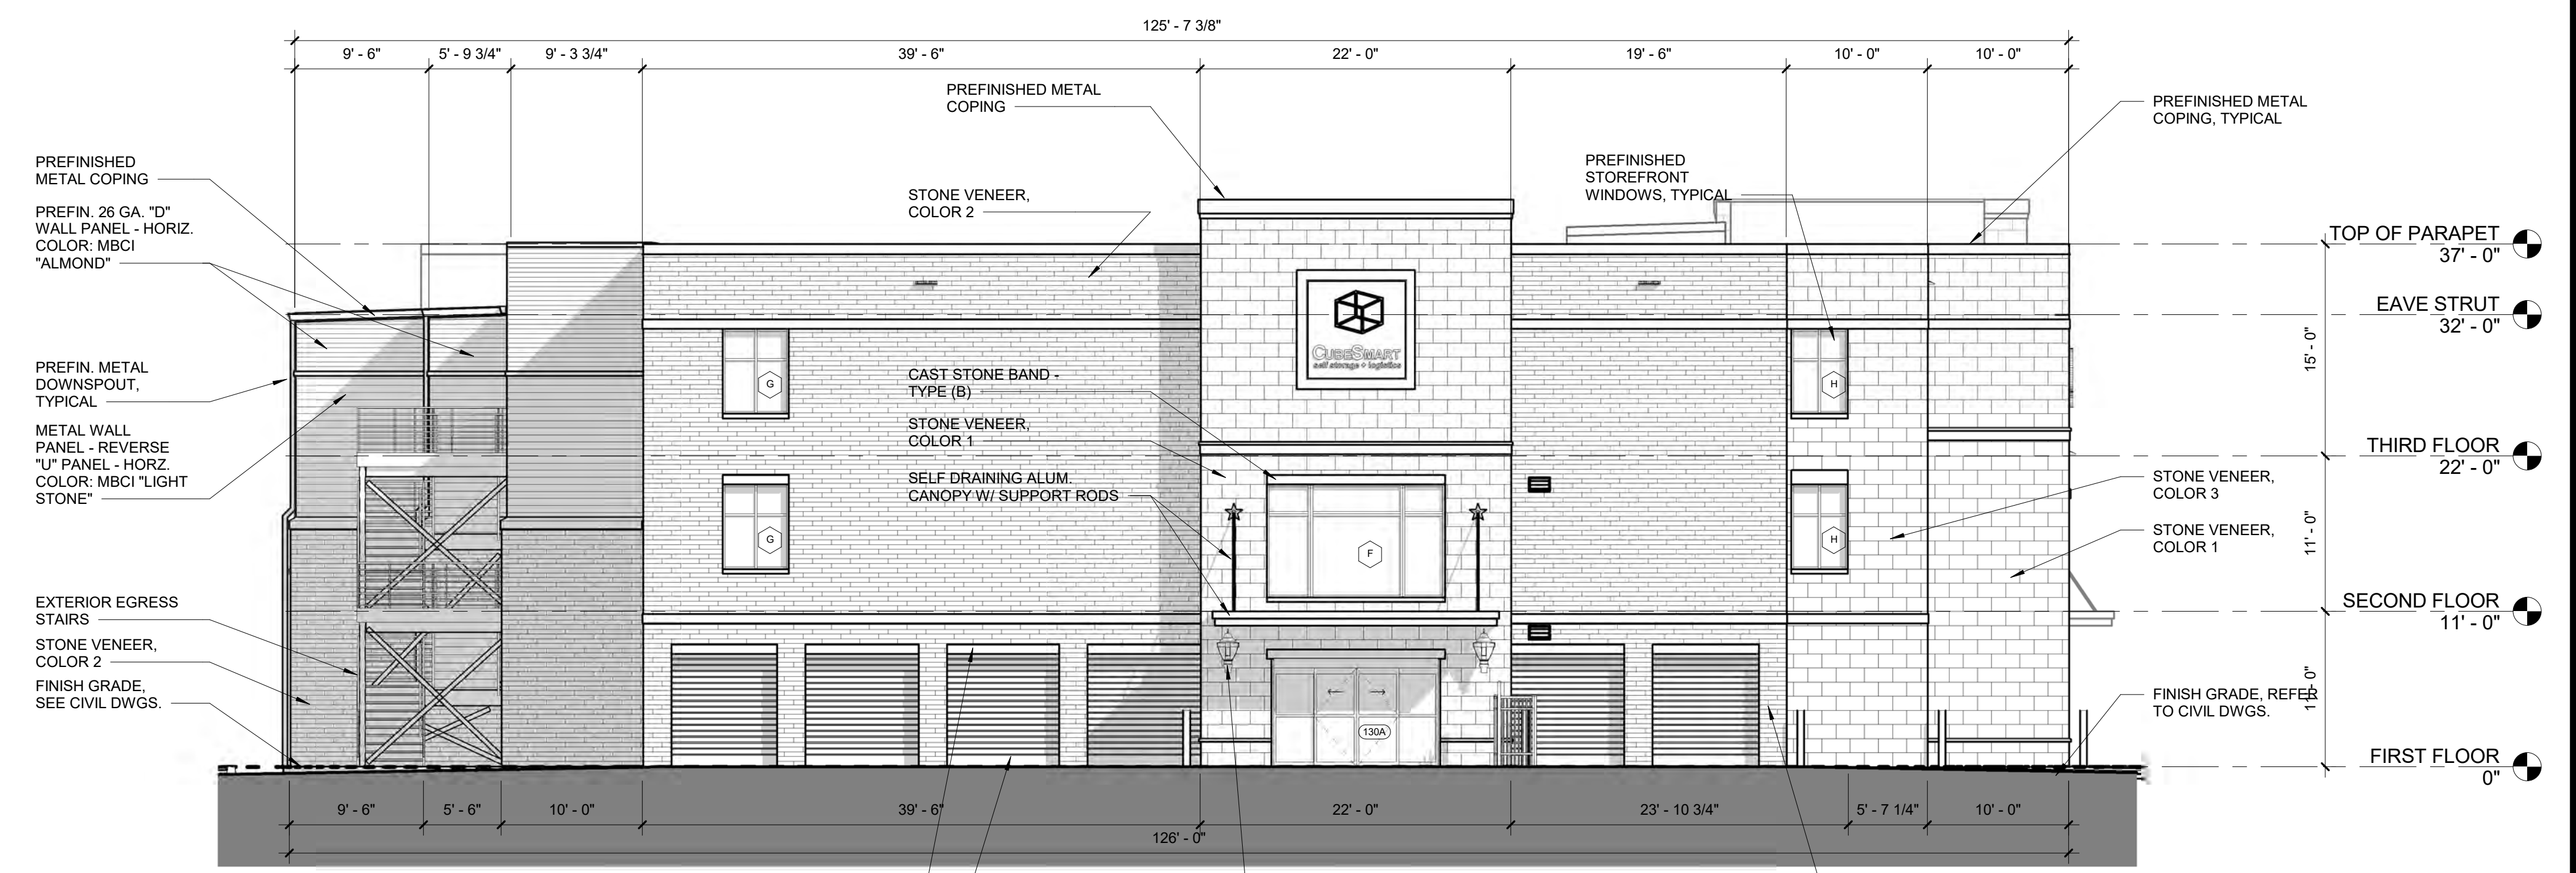 125' - 7 3/8"
9' - 6"
5' - 9 3/4"
9' - 3 3/4"
39' - 6"
22' - 0"
19' - 6"
10' - 0"
10' - 0"
PREFINISHED METAL
COPING
PREFINISHED METAL
COPING, TYPICAL
PREFINISHED
METAL COPING
PREFIN. 26 GA. "D"
WALL PANEL - HORIZ.
COLOR: MBCI
"ALMOND"
PREFIN. METAL
DOWNSPOUT,
TYPICAL
METAL WALL
PANEL - REVERSE
"U" PANEL - HORZ.
COLOR: MBCI "LIGHT
STONE"
EXTERIOR EGRESS
STAIRS
STONE VENEER,
COLOR 2
FINISH GRADE,
SEE CIVIL DWGS.
STONE VENEER,
COLOR 2
PREFINISHED
STOREFRONT
WINDOWS, TYPICAL
CUBESMART
self storage + logistics
CAST STONE BAND -
TYPE (B)
STONE VENEER,
COLOR 1
SELF DRAINING ALUM.
CANOPY W/ SUPPORT RODS
G
G
F
H
H
130A
TOP OF PARAPET
37' - 0"
EAVE STRUT
32' - 0"
15' - 0"
THIRD FLOOR
22' - 0"
STONE VENEER,
COLOR 3
STONE VENEER,
COLOR 1
11' - 0"
SECOND FLOOR
11' - 0"
FINISH GRADE, REFER
TO CIVIL DWGS.
11' - 0"
FIRST FLOOR
0"
9' - 6"
5' - 6"
10' - 0"
39' - 6"
22' - 0"
23' - 10 3/4"
5' - 7 1/4"
10' - 0"
126' - 0"